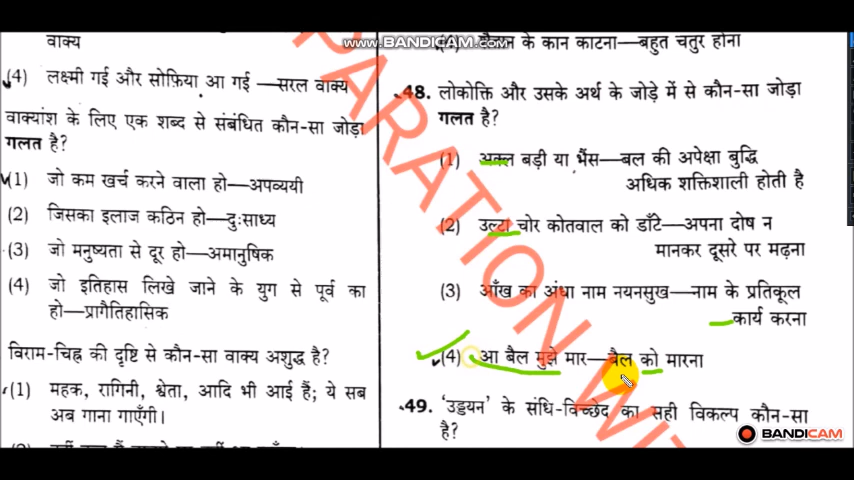 www.BANDICAM.com
वाक्य
(4) लक्ष्मी गई और सोफ़िया आ गई —सरल वाक्य
वाक्यांश के लिए एक शब्द से संबंधित कौन-सा जोड़ा
गलत है?
(1) जो कम खर्च करने वाला हो—अपव्ययी
(2) जिसका इलाज कठिन हो—दुःसाध्य
(3) जो मनुष्यता से दूर हो—अमानुषिक
(4) जो इतिहास लिखे जाने के युग से पूर्व का
हो—प्रागैतिहासिक
विराम-चिह्न की दृष्टि से कौन-सा वाक्य अशुद्ध है?
(1) महक, रागिनी, श्वेता, आदि भी आई हैं; ये सब
अब गाना गाएँगी।
के कान काटना—बहुत चतुर होना
48. लोकोक्ति और उसके अर्थ के जोड़े में से कौन-सा जोड़ा
गलत है?
(1) अक्ल बड़ी या भैंस—बल की अपेक्षा बुद्धि
अधिक शक्तिशाली होती है
(2) उल्टा चोर कोतवाल को डाँटे—अपना दोष न
मानकर दूसरे पर मढ़ना
(3) आँख का अंधा नाम नयनसुख—नाम के प्रतिकूल
कार्य करना
(4) आ बैल मुझे मार—बैल को मारना
49. ‘उड्डयन’ के संधि-विच्छेद का सही विकल्प कौन-सा
है?
PARATION WIT
BANDICAM